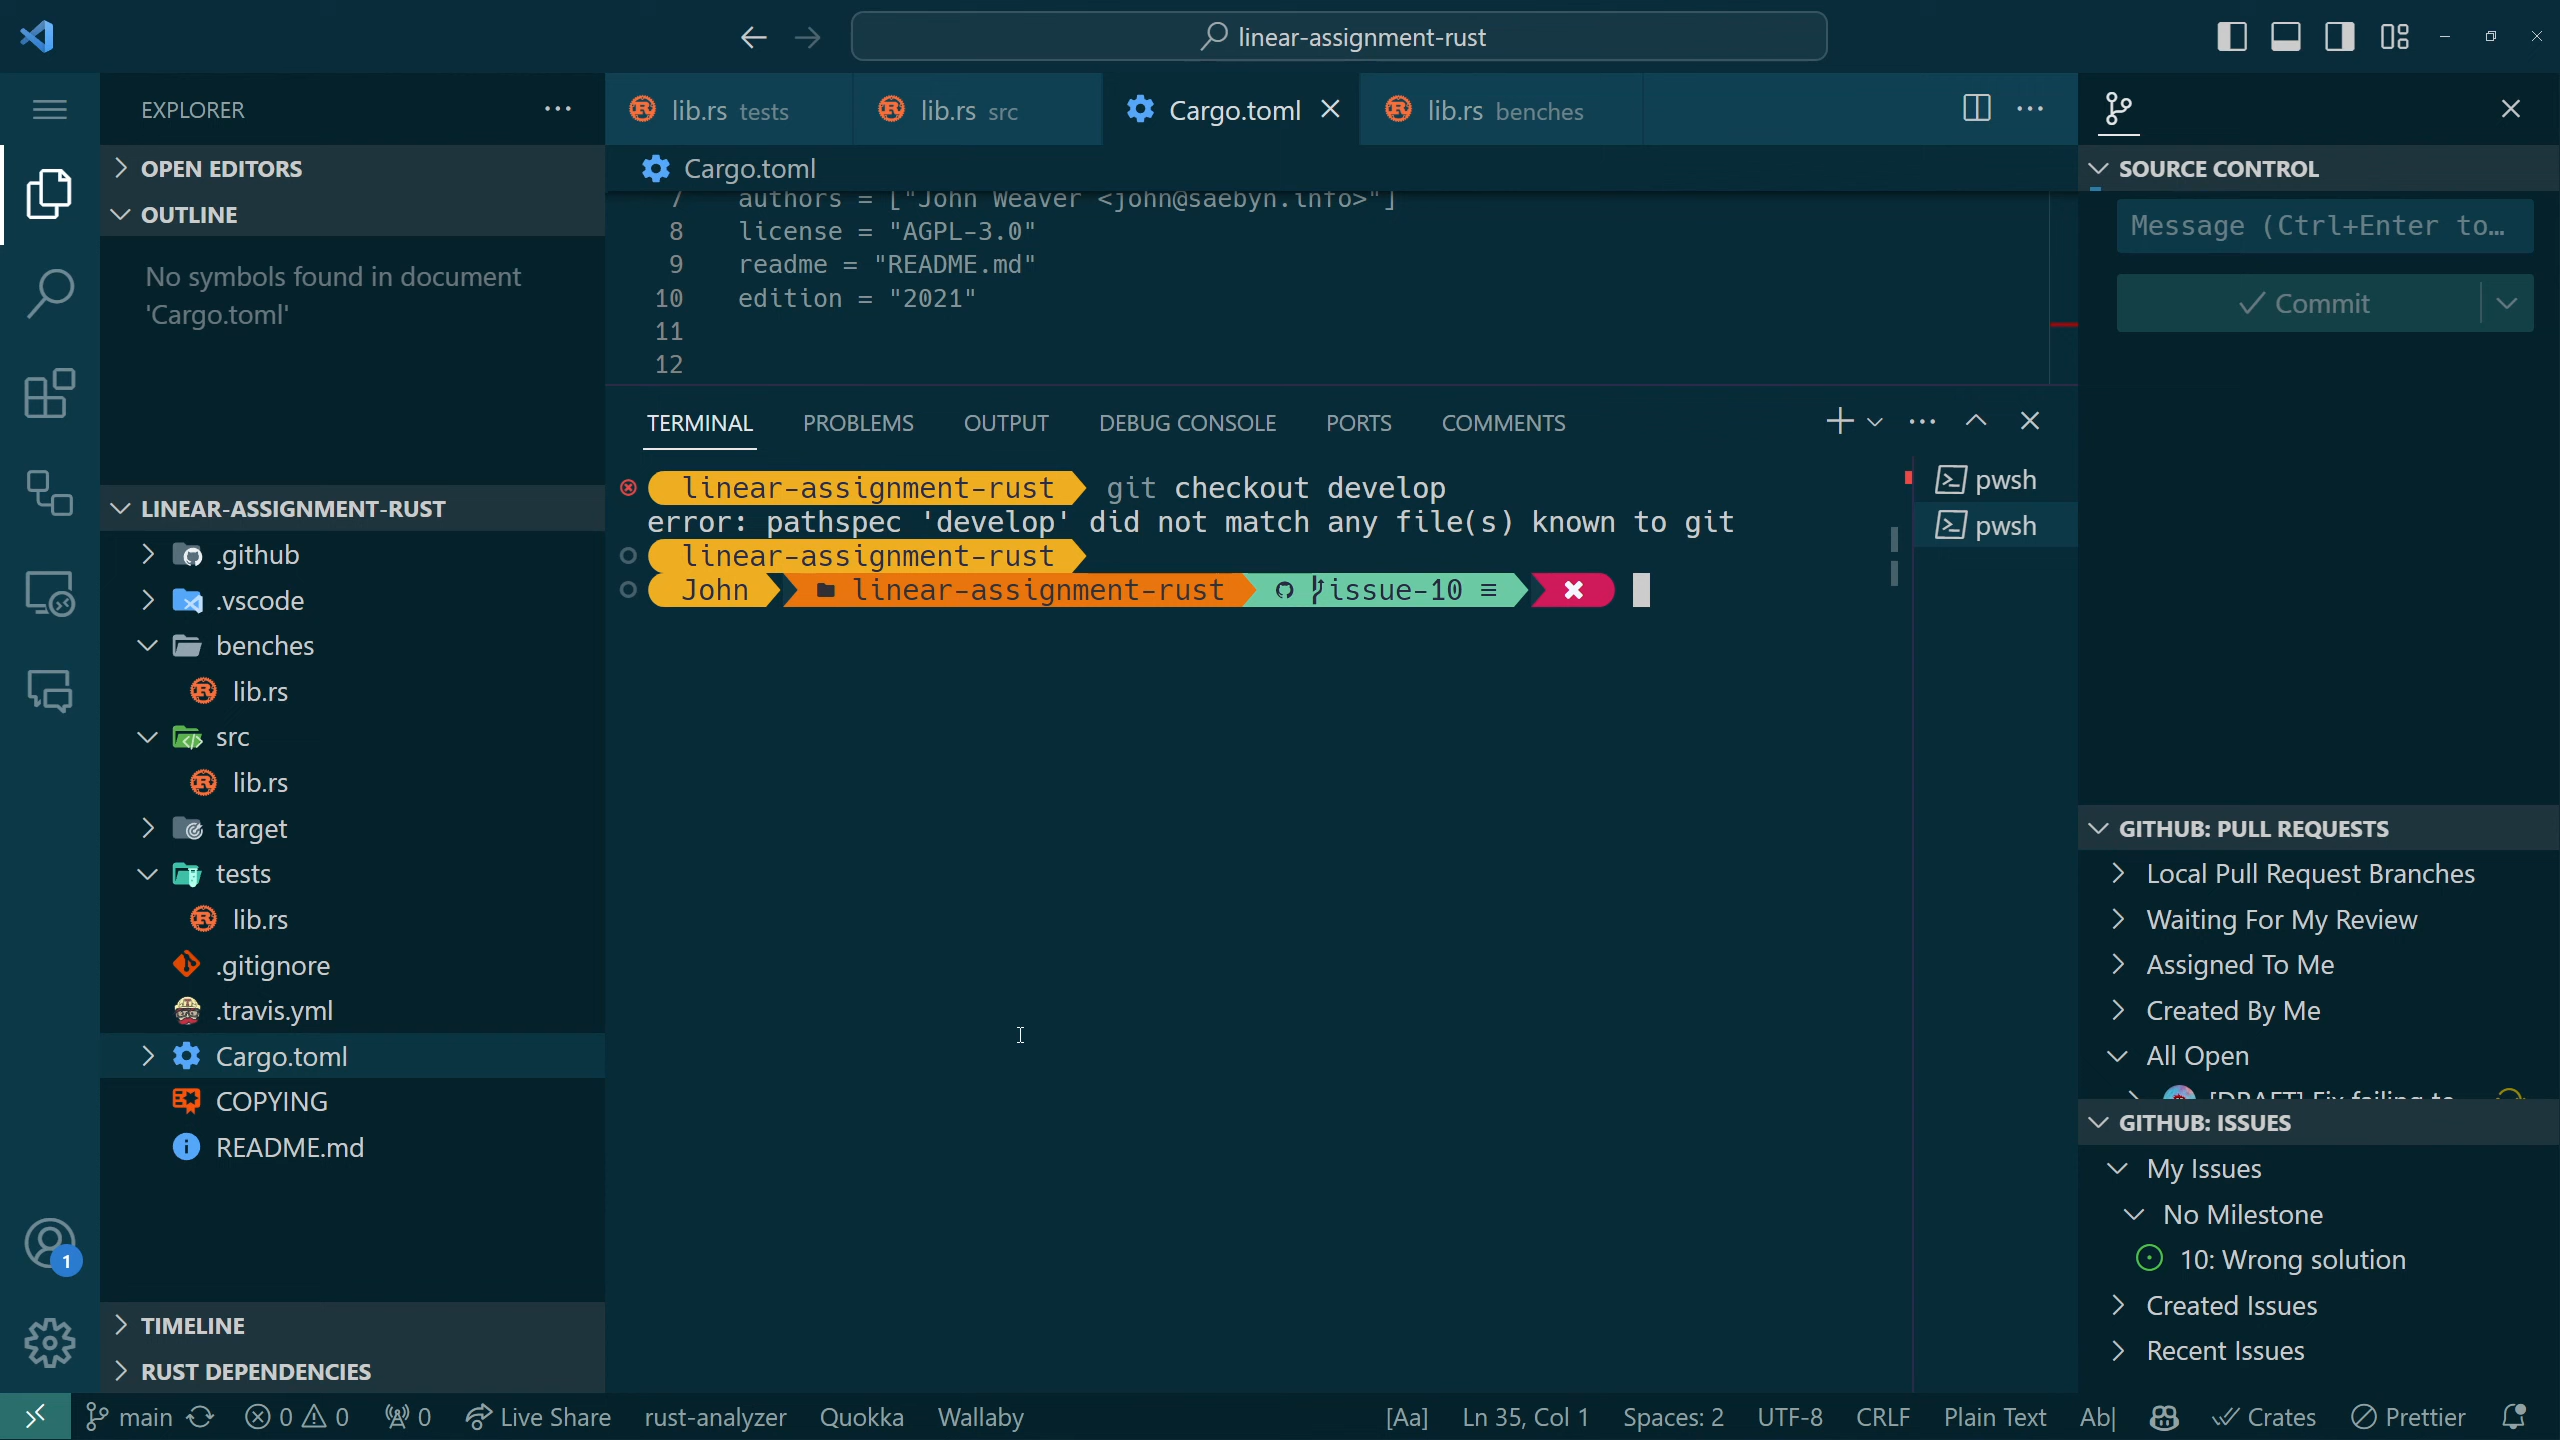 linear-assignment-rust
EXPLORER
OPEN EDITORS
OUTLINE
No symbols found in document
'Cargo.toml'
LINEAR-ASSIGNMENT-RUST
.github
.vscode
benches
lib.rs
src
lib.rs
target
tests
lib.rs
.gitignore
.travis.yml
Cargo.toml
COPYING
README.md
TIMELINE
RUST DEPENDENCIES
lib.rs tests
lib.rs src
Cargo.toml
lib.rs benches
Cargo.toml
7 authors = ["John Weaver <john@saebyn.info>"]
8 license = "AGPL-3.0"
9 readme = "README.md"
10 edition = "2021"
11
12
TERMINAL PROBLEMS OUTPUT DEBUG CONSOLE PORTS COMMENTS
linear-assignment-rust git checkout develop
error: pathspec 'develop' did not match any file(s) known to git
linear-assignment-rust
John linear-assignment-rust issue-10 ≡
pwsh
pwsh
SOURCE CONTROL
Message (Ctrl+Enter to…
Commit
GITHUB: PULL REQUESTS
Local Pull Request Branches
Waiting For My Review
Assigned To Me
Created By Me
All Open
[DRAFT] Fix failing te
GITHUB: ISSUES
My Issues
No Milestone
10: Wrong solution
Created Issues
Recent Issues
1
main 0 0 0 Live Share rust-analyzer Quokka Wallaby [Aa] Ln 35, Col 1 Spaces: 2 UTF-8 CRLF Plain Text Ab| Crates Prettier